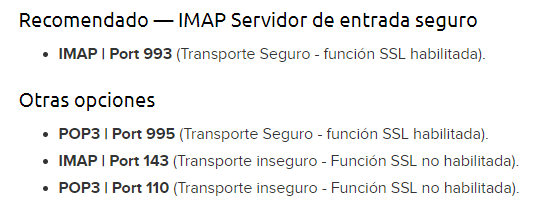 Recomendado — IMAP Servidor de entrada seguro
• IMAP | Port 993 (Transporte Seguro - función SSL habilitada).
Otras opciones
• POP3 | Port 995 (Transporte Seguro - función SSL habilitada).
• IMAP | Port 143 (Transporte inseguro - Función SSL no habilitada).
• POP3 | Port 110 (Transporte inseguro - Función SSL no habilitada).